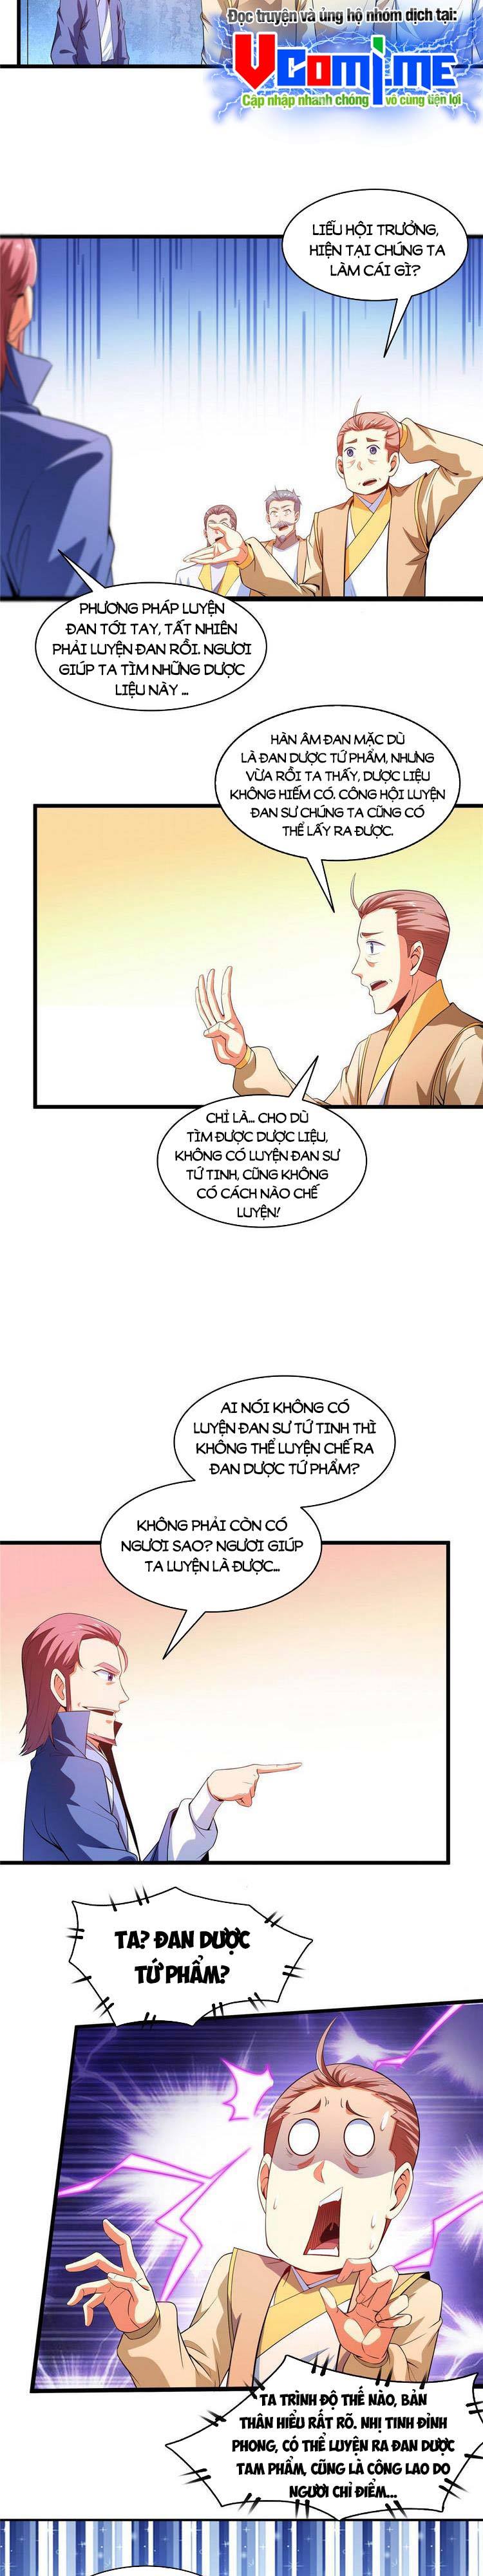 Đọc truyện và ủng hộ nhóm dịch tại:
VComi.ME
Cập nhập nhanh chóng vô cùng tiện lợi
LIỄU HỘI TRƯỞNG,
HIỆN TẠI CHÚNG TA
LÀM CÁI GÌ?
PHƯƠNG PHÁP LUYỆN
ĐAN TỚI TAY, TẤT NHIÊN
PHẢI LUYỆN ĐAN RỒI. NGƯƠI
GIÚP TA TÌM NHỮNG DƯỢC
LIỆU NÀY ...
HÀN ÂM ĐAN MẶC DÙ
LÀ ĐAN DƯỢC TỨ PHẨM, NHƯNG
VỪA RỒI TA THẤY, DƯỢC LIỆU
KHÔNG HIẾM CÓ. CÔNG HỘI LUYỆN
ĐAN SƯ CHÚNG TA CŨNG CÓ
THỂ LẤY RA ĐƯỢC.
CHỈ LÀ... CHO DÙ
TÌM ĐƯỢC DƯỢC LIỆU,
KHÔNG CÓ LUYỆN ĐAN SƯ
TỨ TINH, CŨNG KHÔNG
CÓ CÁCH NÀO CHẾ
LUYỆN!
AI NÓI KHÔNG CÓ
LUYỆN ĐAN SƯ TỨ TINH THÌ
KHÔNG THỂ LUYỆN CHẾ RA
ĐAN DƯỢC TỨ PHẨM?
KHÔNG PHẢI CÒN CÓ
NGƯƠI SAO? NGƯƠI GIÚP
TA LUYỆN LÀ ĐƯỢC...
TA? ĐAN DƯỢC
TỨ PHẨM?
TA TRÌNH ĐỘ THẾ NÀO, BẢN
THÂN HIỂU RẤT RÕ. NHỊ TINH ĐỈNH
PHONG, CÓ THỂ LUYỆN RA ĐAN DƯỢC
TAM PHẨM, CŨNG LÀ CÔNG LAO DO
NGƯƠI CHỈ ĐIỂM...